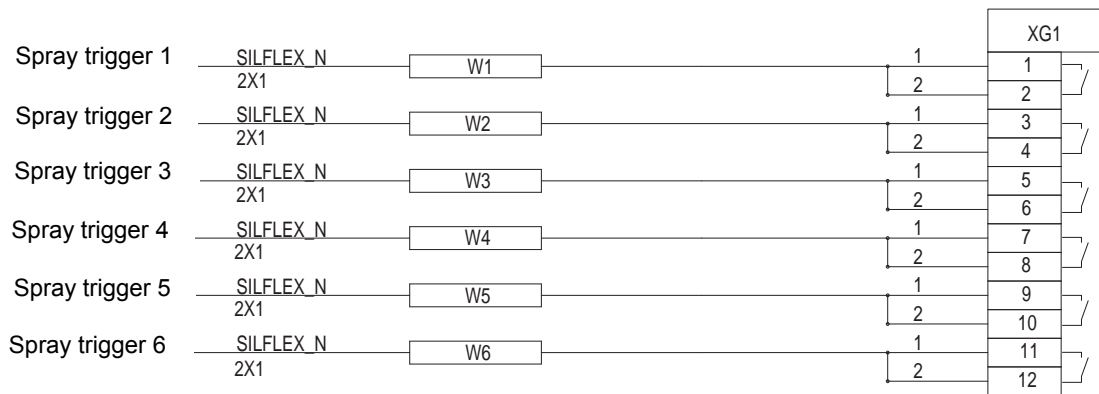 XG1
Spray trigger 1 SILFLEX_N W1 1 1
2X1 2 2
Spray trigger 2 SILFLEX_N W2 1 3
2X1 2 4
Spray trigger 3 SILFLEX_N W3 1 5
2X1 2 6
Spray trigger 4 SILFLEX_N W4 1 7
2X1 2 8
Spray trigger 5 SILFLEX_N W5 1 9
2X1 2 10
Spray trigger 6 SILFLEX_N W6 1 11
2X1 2 12